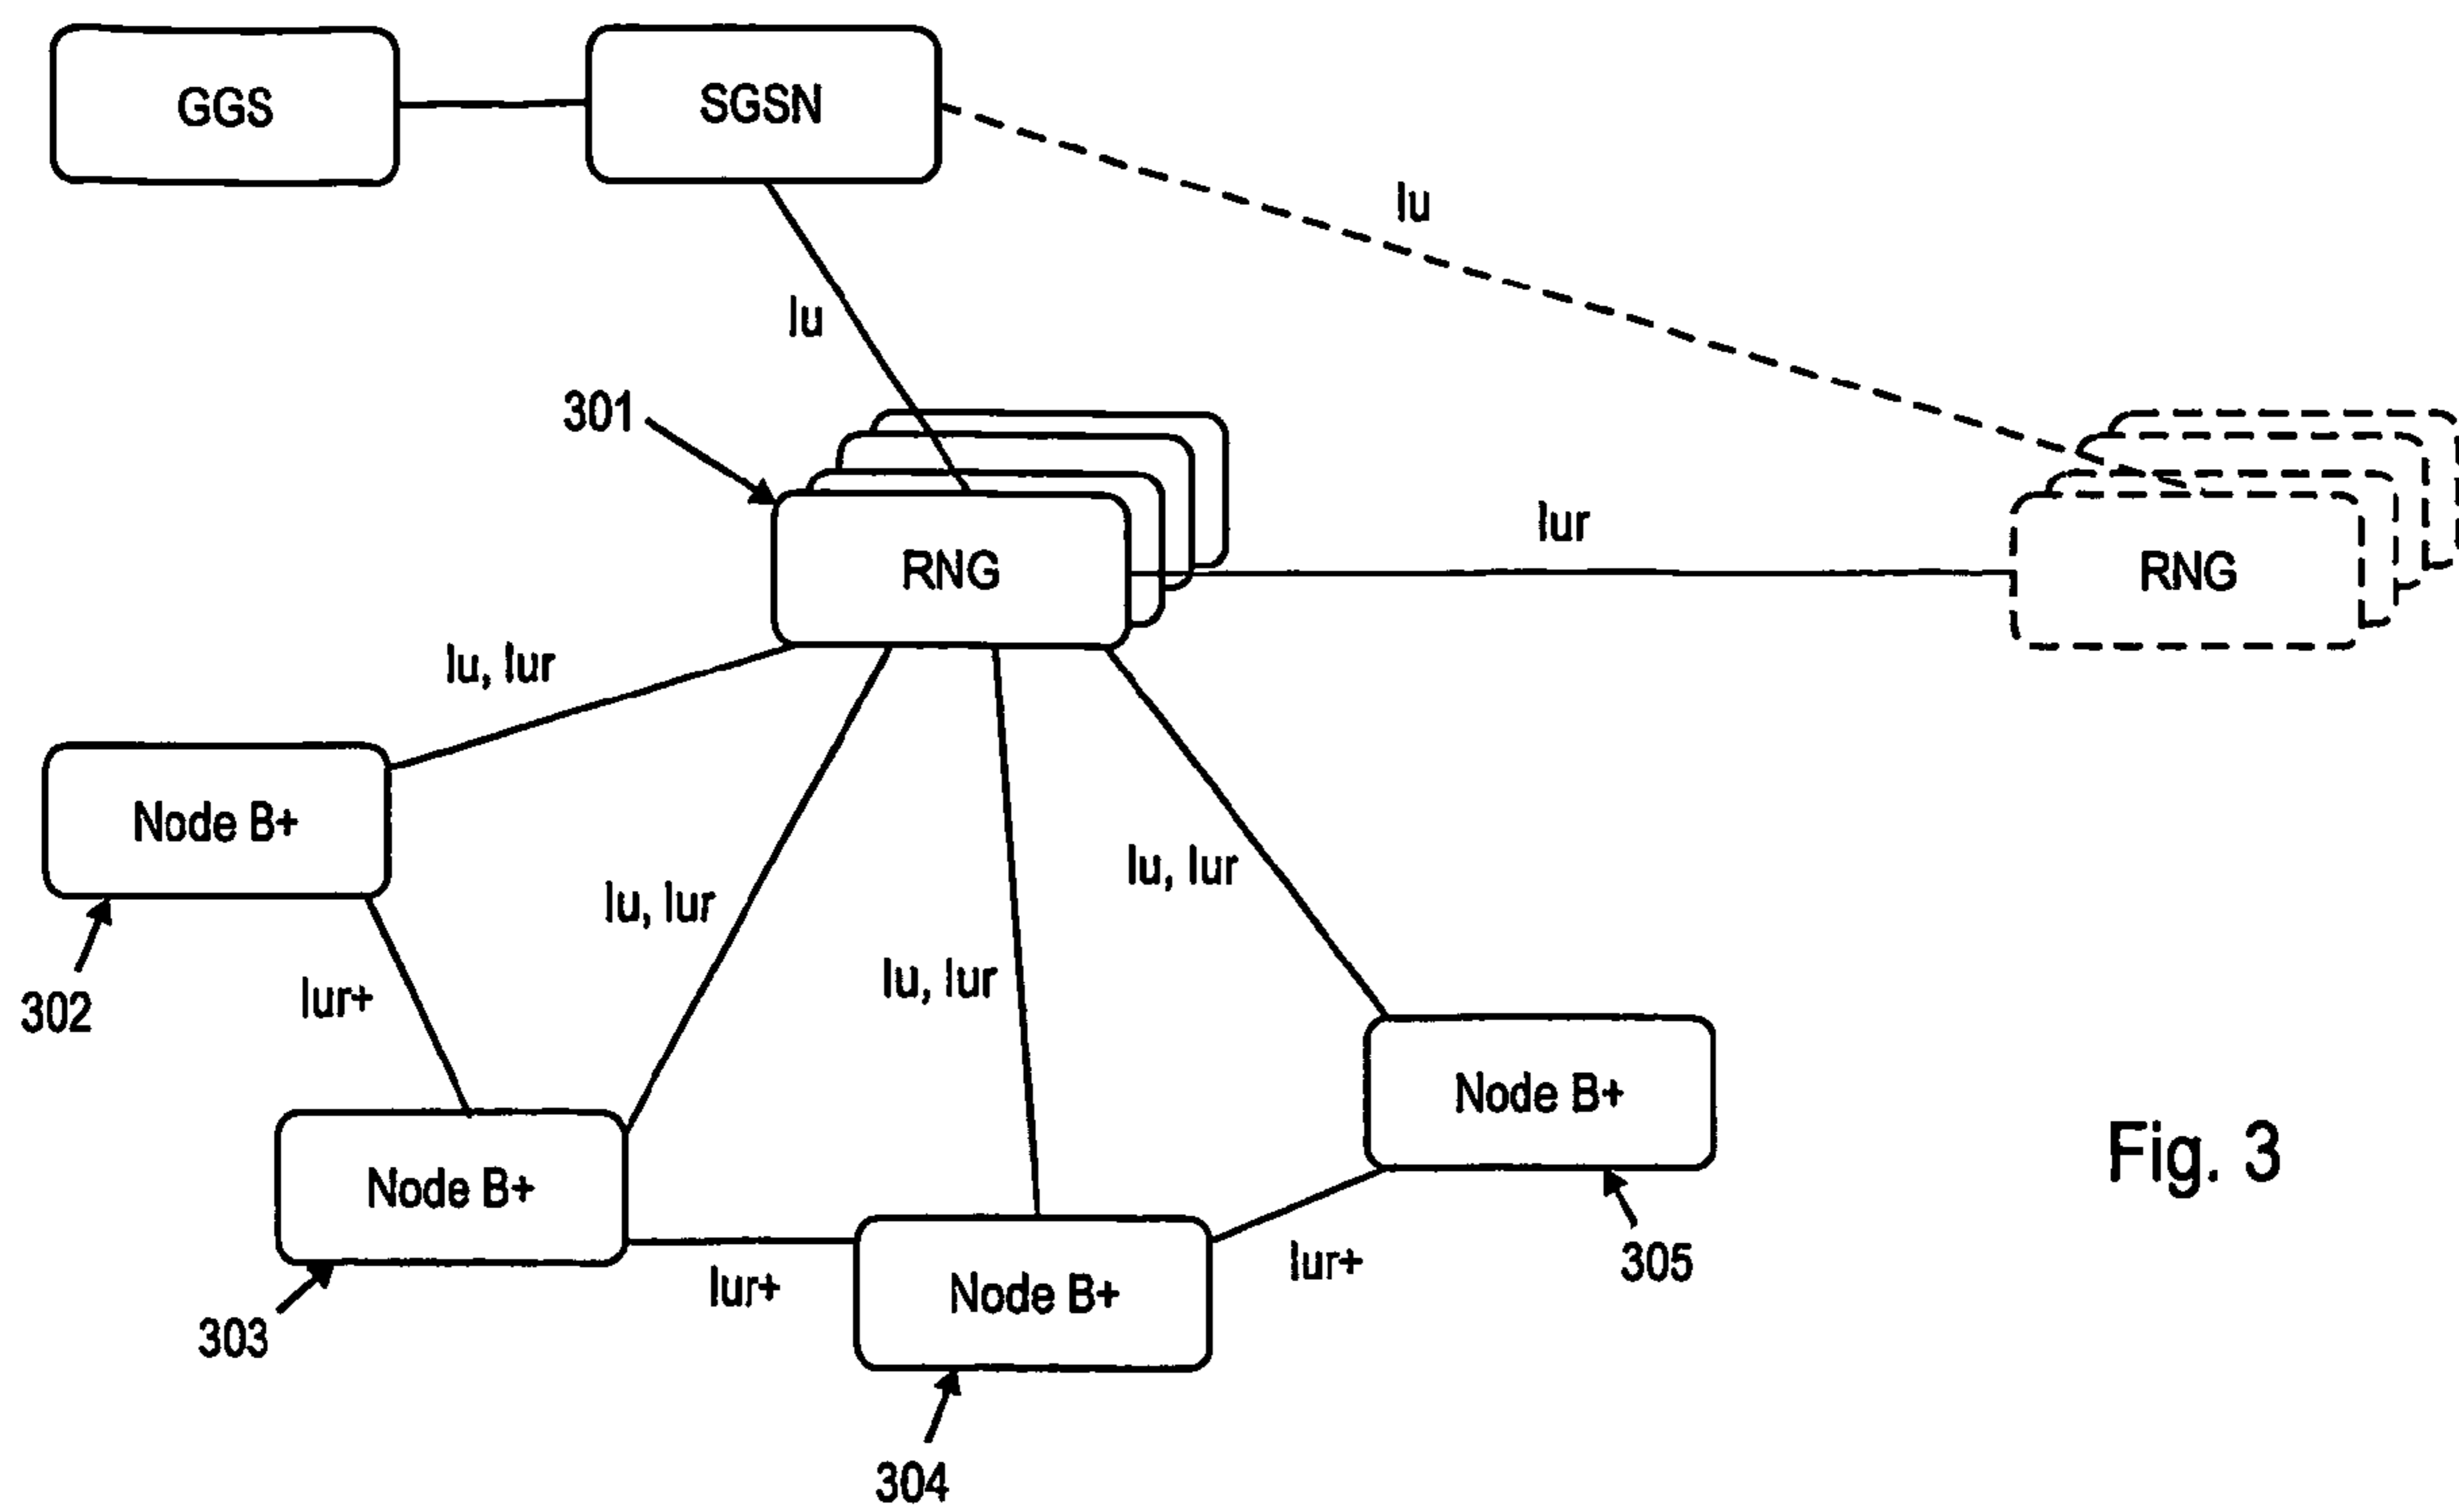 GGS
SGSN
Iu
Iu
301
RNG
Iur
RNG
Iu, Iur
Node B+
Iu, Iur
Iu, Iur
Iu, Iur
302
Iur+
Node B+
Node B+
Fig. 3
Iur+
Node B+
Iur+
305
303
304